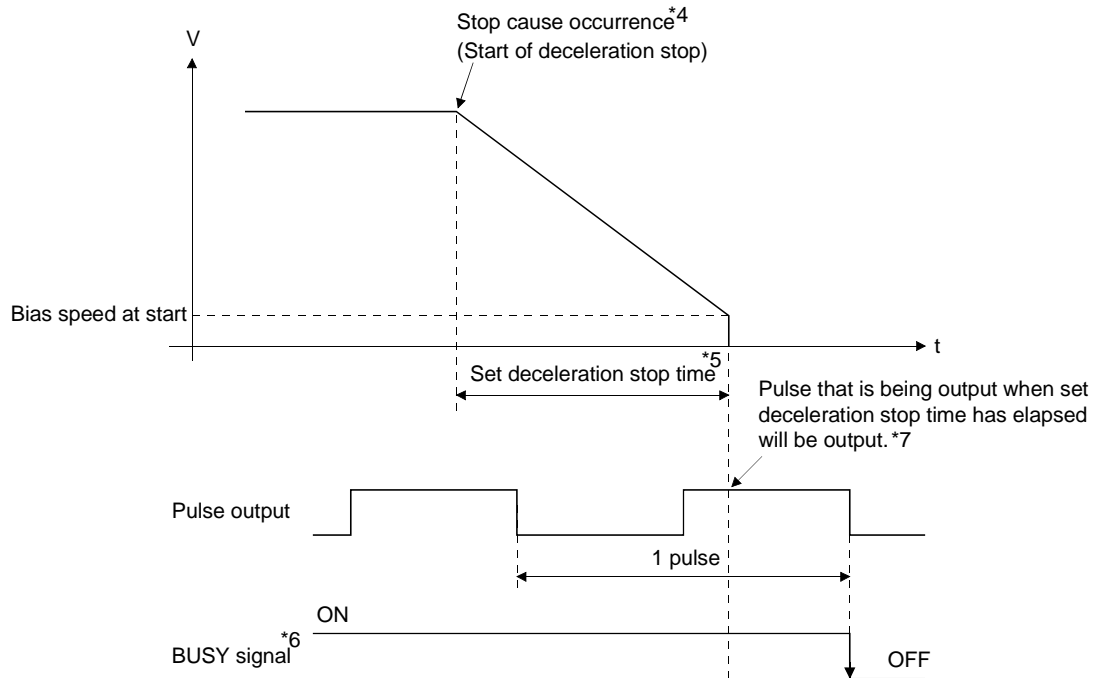 Stop cause occurrence*4
(Start of deceleration stop)
V
Bias speed at start
t
Set deceleration stop time*5
Pulse that is being output when set
deceleration stop time has elapsed
will be output.*7
Pulse output
1 pulse
ON
BUSY signal*6
OFF